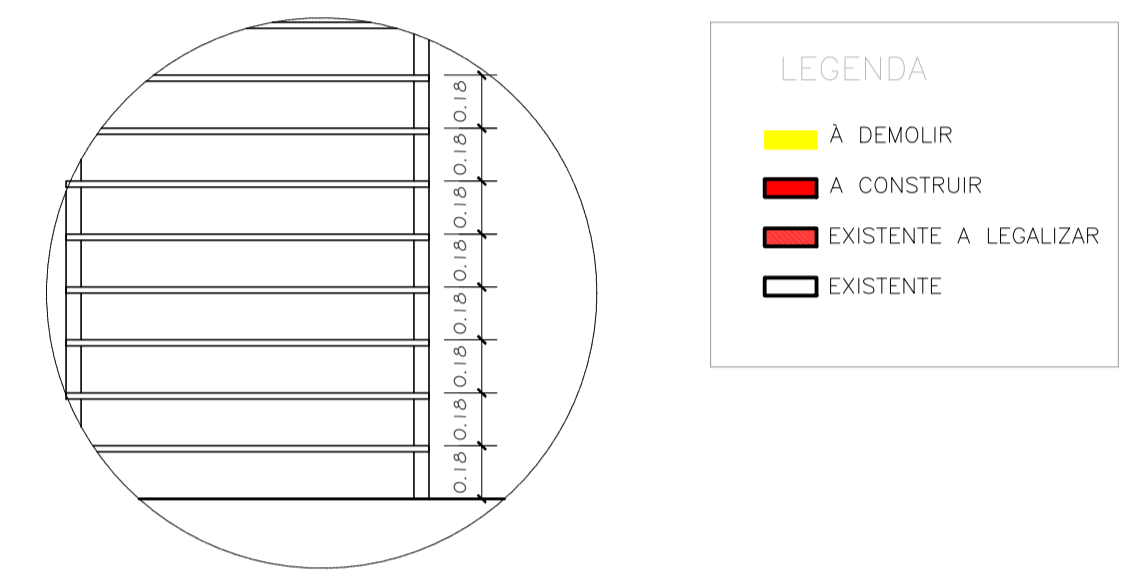 0.18
0.18
0.18
0.18
0.18
0.18
0.18
0.18
LEGENDA
À DEMOLIR
A CONSTRUIR
EXISTENTE A LEGALIZAR
EXISTENTE